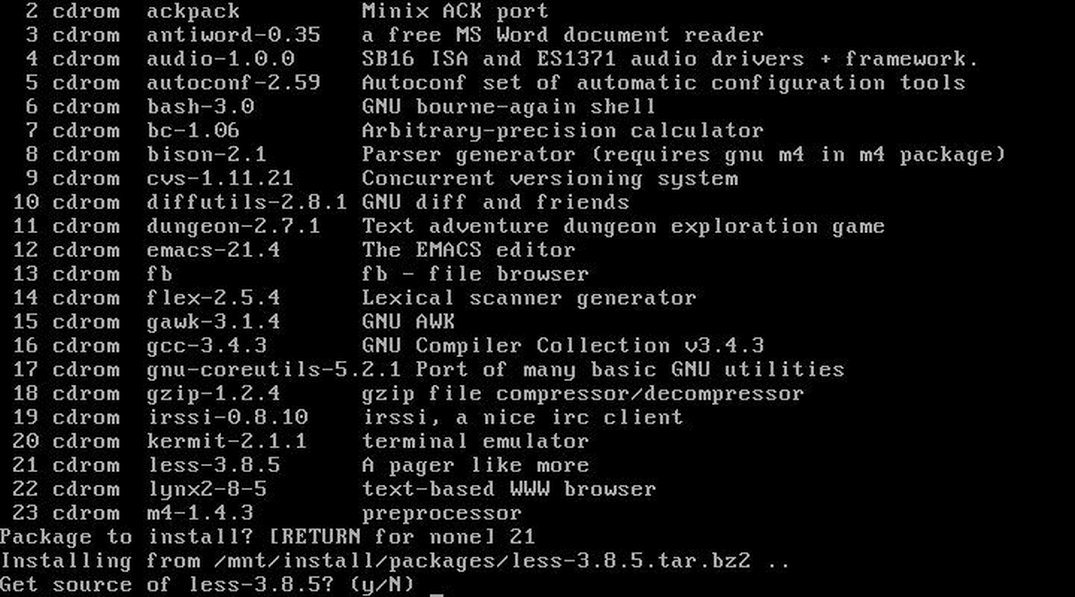 2 cdrom ackpack Minix ACK port
3 cdrom antiword-0.35 a free MS Word document reader
4 cdrom audio-1.0.0 SB16 ISA and ES1371 audio drivers + framework.
5 cdrom autoconf-2.59 Autoconf set of automatic configuration tools
6 cdrom bash-3.0 GNU bourne-again shell
7 cdrom bc-1.06 Arbitrary-precision calculator
8 cdrom bison-2.1 Parser generator (requires gnu m4 in m4 package)
9 cdrom cvs-1.11.21 Concurrent versioning system
10 cdrom diffutils-2.8.1 GNU diff and friends
11 cdrom dungeon-2.7.1 Text adventure dungeon exploration game
12 cdrom emacs-21.4 The EMACS editor
13 cdrom fb fb - file browser
14 cdrom flex-2.5.4 Lexical scanner generator
15 cdrom gawk-3.1.4 GNU AWK
16 cdrom gcc-3.4.3 GNU Compiler Collection v3.4.3
17 cdrom gnu-coreutils-5.2.1 Port of many basic GNU utilities
18 cdrom gzip-1.2.4 gzip file compressor/decompressor
19 cdrom irssi-0.8.10 irssi, a nice irc client
20 cdrom kermit-2.1.1 terminal emulator
21 cdrom less-3.8.5 A pager like more
22 cdrom lynx2-8-5 text-based WWW browser
23 cdrom m4-1.4.3 preprocessor
Package to install? [RETURN for none] 21
Installing from /mnt/install/packages/less-3.8.5.tar.bz2 ..
Get source of less-3.8.5? (y/N) _